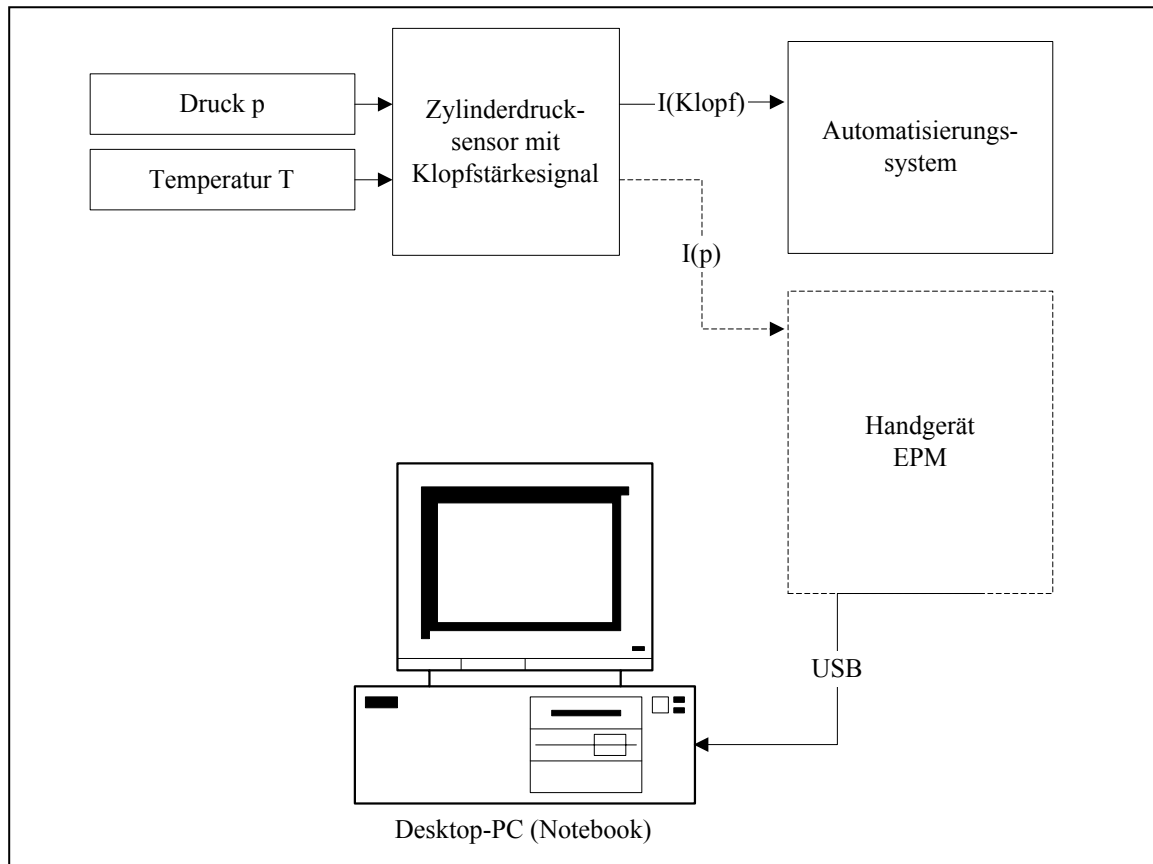 Druck p
Temperatur T
Zylinderdruck-
sensor mit
Klopfstärkesignal
I(Klopf)
Automatisierungs-
system
I(p)
Handgerät
EPM
USB
Desktop-PC (Notebook)